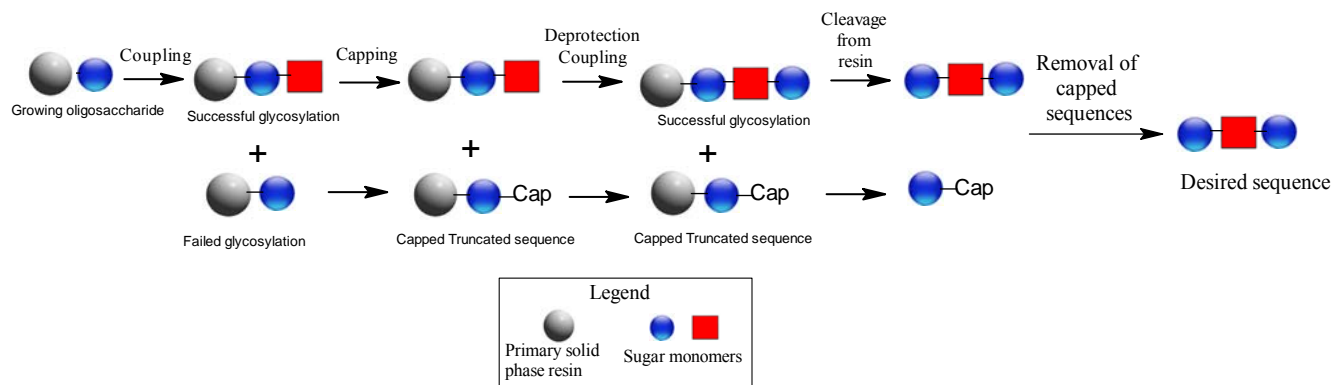 Coupling
Capping
Deprotection
Coupling
Cleavage
from
resin
Removal of
capped
sequences
Growing oligosaccharide
Successful glycosylation
Successful glycosylation
Desired sequence
+
+
+
Cap
Cap
Cap
Failed glycosylation
Capped Truncated sequence
Capped Truncated sequence
Legend
Primary solid
phase resin
Sugar monomers